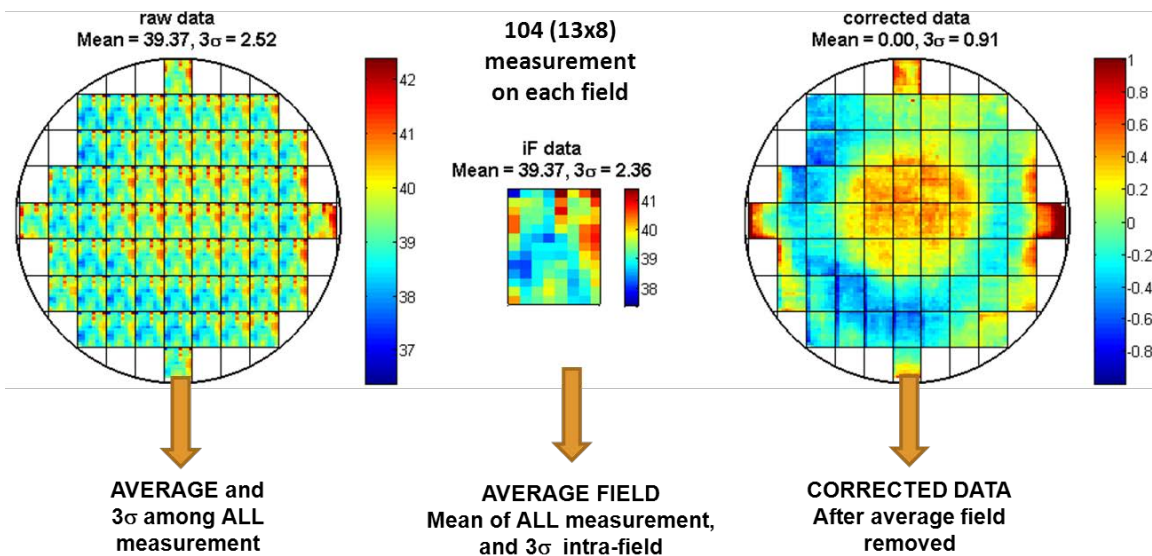 raw data
Mean = 39.37, 3σ = 2.52
42
41
40
39
38
37
104 (13x8)
measurement
on each field
iF data
Mean = 39.37, 3σ = 2.36
41
40
39
38
corrected data
Mean = 0.00, 3σ = 0.91
1
0.8
0.6
0.4
0.2
0
-0.2
-0.4
-0.6
-0.8
AVERAGE and
3σ among ALL
measurement
AVERAGE FIELD
Mean of ALL measurement,
and 3σ intra-field
CORRECTED DATA
After average field
removed